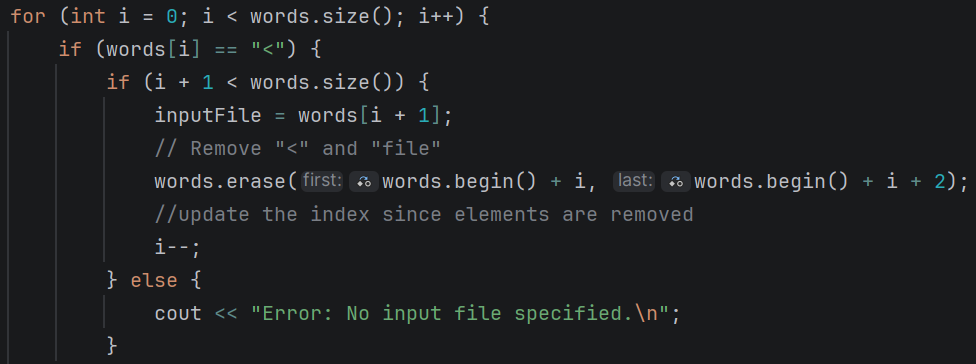 for (int i = 0; i < words.size(); i++) {
if (words[i] == "<") {
if (i + 1 < words.size()) {
inputFile = words[i + 1];
// Remove "<" and "file"
words.erase(first: words.begin() + i, last: words.begin() + i + 2);
//update the index since elements are removed
i--;
} else {
cout << "Error: No input file specified.\n";
}